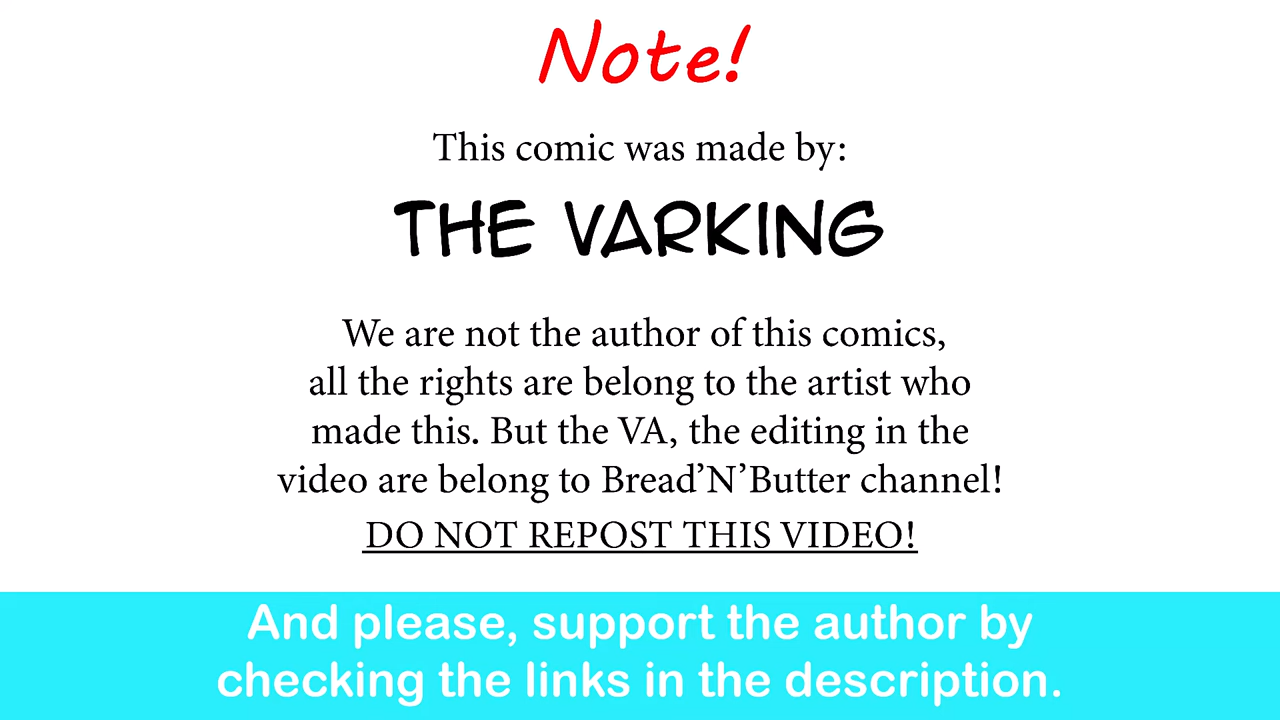 Note!
This comic was made by:
THE VARKING
We are not the author of this comics,
all the rights are belong to the artist who
made this. But the VA, the editing in the
video are belong to Bread’N’Butter channel!
DO NOT REPOST THIS VIDEO!
And please, support the author by
checking the links in the description.